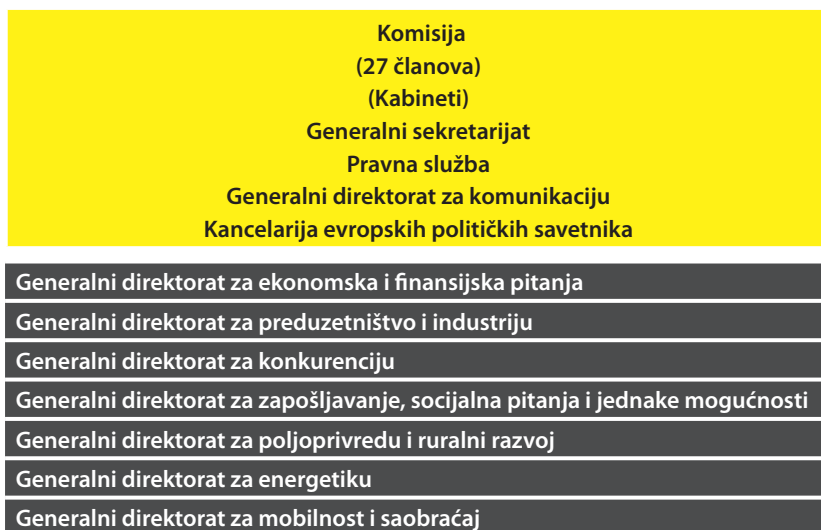 Komisija
(27 članova)
(Kabineti)
Generalni sekretarijat
Pravna služba
Generalni direktorat za komunikaciju
Kancelarija evropskih političkih savetnika
Generalni direktorat za ekonomska i finansijska pitanja
Generalni direktorat za preduzetništvo i industriju
Generalni direktorat za konkurenciju
Generalni direktorat za zapošljavanje, socijalna pitanja i jednake mogućnosti
Generalni direktorat za poljoprivredu i ruralni razvoj
Generalni direktorat za energetiku
Generalni direktorat za mobilnost i saobraćaj